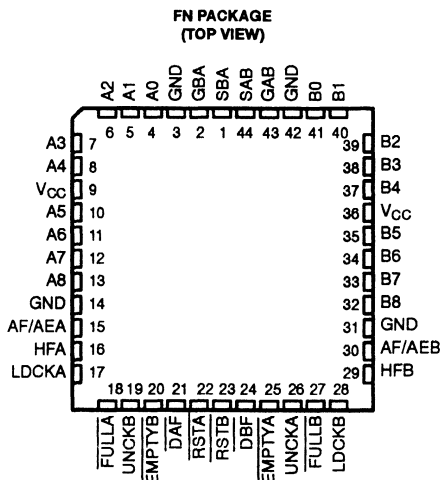 FN PACKAGE
(TOP VIEW)
A2 A1 A0 GND GBA SBA SAB GAB GND B0 B1
6 5 4 3 2 1 44 43 42 41 40
A3 7
A4 8
VCC 9
A5 10
A6 11
A7 12
A8 13
GND 14
AF/AEA 15
HFA 16
LDCKA 17
39 B2
38 B3
37 B4
36 VCC
35 B5
34 B6
33 B7
32 B8
31 GND
30 AF/AEB
29 HFB
18 19 20 21 22 23 24 25 26 27 28
FULLA UNCKB EMPTYB DAF RSTA RSTB DBF EMPTYA UNCKA FULLB LDCKB